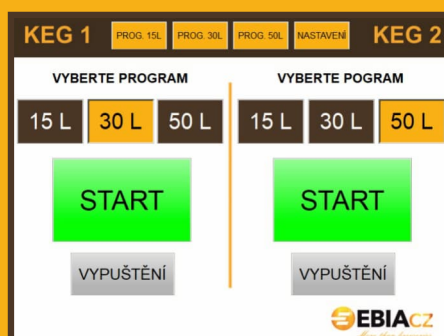 KEG 1 PROG. 15L PROG. 30L PROG. 50L NASTAVENÍ KEG 2
VYBERTE PROGRAM
15 L 30 L 50 L
START
VYPUŠTĚNÍ
VYBERTE POGRAM
15 L 30 L 50 L
START
VYPUŠTĚNÍ
EBIACZ